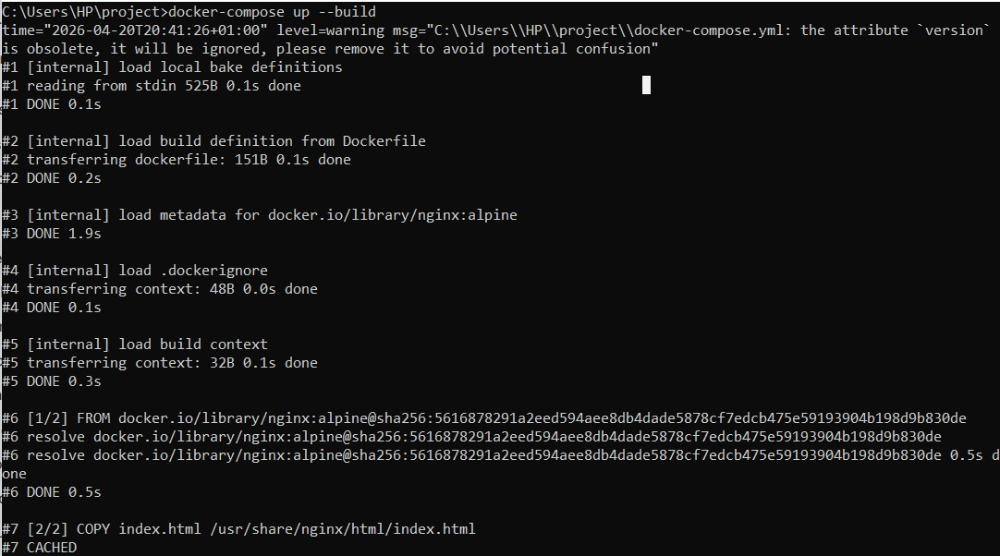 C:\Users\HP\project>docker-compose up --build
time="2026-04-20T20:41:26+01:00" level=warning msg="C:\\Users\\HP\\project\\docker-compose.yml: the attribute `version`
is obsolete, it will be ignored, please remove it to avoid potential confusion"
#1 [internal] load local bake definitions
#1 reading from stdin 525B 0.1s done
#1 DONE 0.1s

#2 [internal] load build definition from Dockerfile
#2 transferring dockerfile: 151B 0.1s done
#2 DONE 0.2s

#3 [internal] load metadata for docker.io/library/nginx:alpine
#3 DONE 1.9s

#4 [internal] load .dockerignore
#4 transferring context: 48B 0.0s done
#4 DONE 0.1s

#5 [internal] load build context
#5 transferring context: 32B 0.1s done
#5 DONE 0.3s

#6 [1/2] FROM docker.io/library/nginx:alpine@sha256:5616878291a2eed594aee8db4dade5878cf7edcb475e59193904b198d9b830de
#6 resolve docker.io/library/nginx:alpine@sha256:5616878291a2eed594aee8db4dade5878cf7edcb475e59193904b198d9b830de
#6 resolve docker.io/library/nginx:alpine@sha256:5616878291a2eed594aee8db4dade5878cf7edcb475e59193904b198d9b830de 0.5s d
one
#6 DONE 0.5s

#7 [2/2] COPY index.html /usr/share/nginx/html/index.html
#7 CACHED